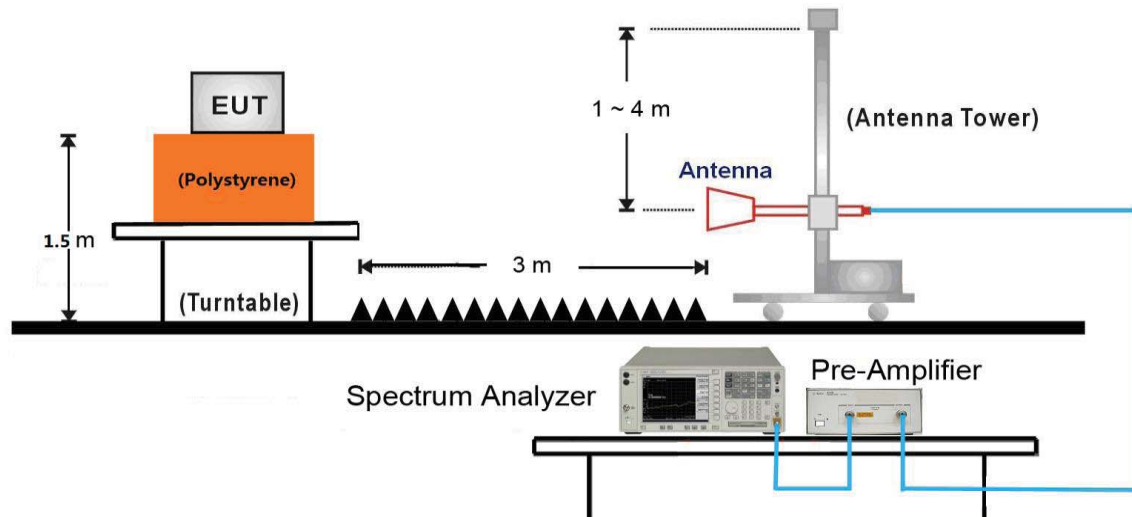 EUT
(Polystyrene)
1.5 m
(Turntable)
3 m
1 ~ 4 m
Antenna
(Antenna Tower)
Spectrum Analyzer
Pre-Amplifier